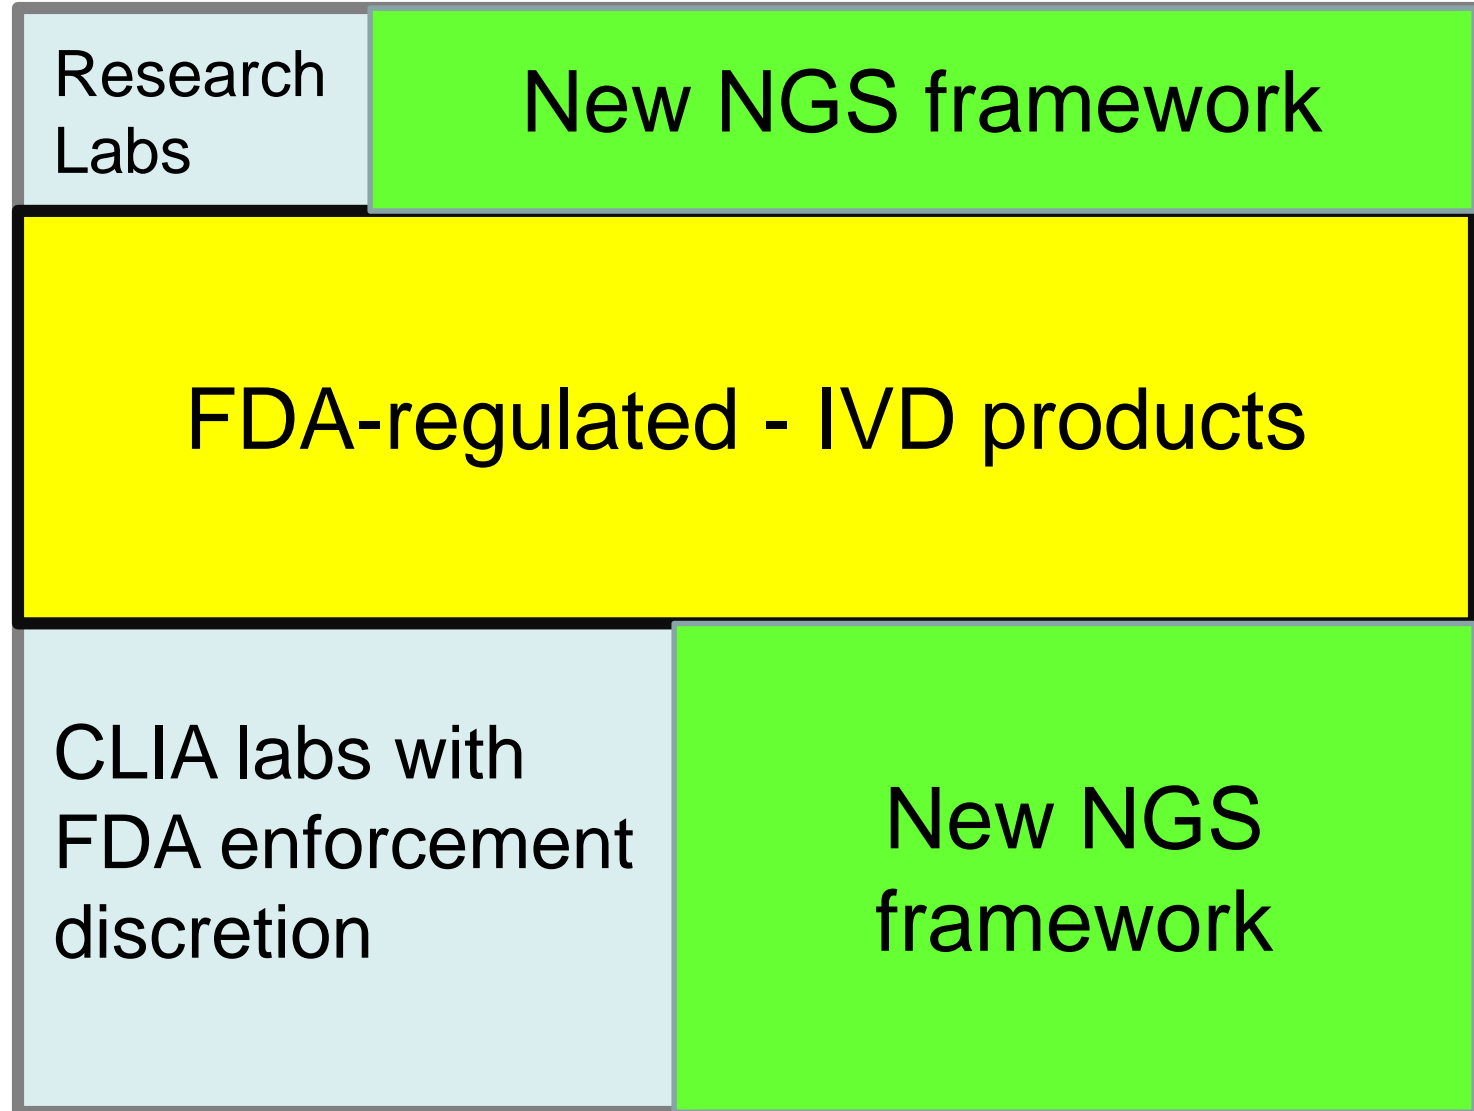 Research
Labs
New NGS framework
FDA-regulated - IVD products
CLIA labs with
FDA enforcement
discretion
New NGS
framework